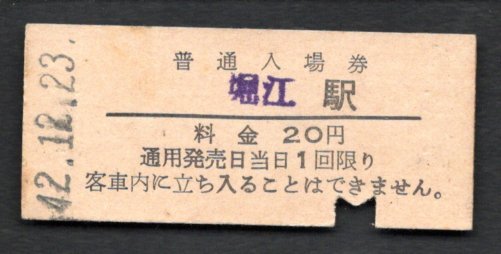 42.12.23.
普通入場券
堀江 駅
料金 20円
通用発売日当日1回限り
客車内に立ち入ることはできません。